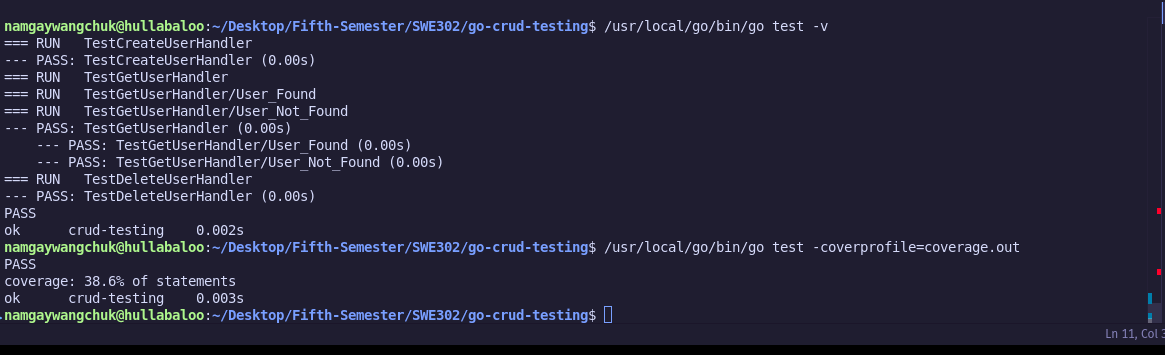 namgaywangchuk@hullabaloo:~/Desktop/Fifth-Semester/SWE302/go-crud-testing$ /usr/local/go/bin/go test -v
=== RUN   TestCreateUserHandler
--- PASS: TestCreateUserHandler (0.00s)
=== RUN   TestGetUserHandler
=== RUN   TestGetUserHandler/User_Found
=== RUN   TestGetUserHandler/User_Not_Found
--- PASS: TestGetUserHandler (0.00s)
    --- PASS: TestGetUserHandler/User_Found (0.00s)
    --- PASS: TestGetUserHandler/User_Not_Found (0.00s)
=== RUN   TestDeleteUserHandler
--- PASS: TestDeleteUserHandler (0.00s)
PASS
ok      crud-testing    0.002s
namgaywangchuk@hullabaloo:~/Desktop/Fifth-Semester/SWE302/go-crud-testing$ /usr/local/go/bin/go test -coverprofile=coverage.out
PASS
coverage: 38.6% of statements
ok      crud-testing    0.003s
namgaywangchuk@hullabaloo:~/Desktop/Fifth-Semester/SWE302/go-crud-testing$
Ln 11, Col 3